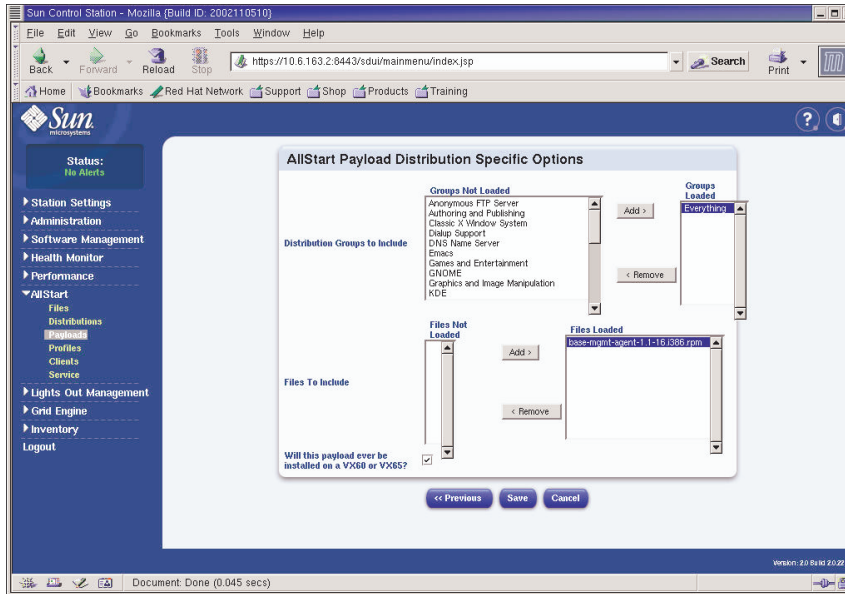 Sun Control Station - Mozilla {Build ID: 2002110510}
File Edit View Go Bookmarks Tools Window Help
Back Forward Reload Stop https://10.6.163.2:8443/sdui/mainmenu/index.jsp Search Print
Home Bookmarks Red Hat Network Support Shop Products Training
Sun
microsystems
Status:
No Alerts
Station Settings
Administration
Software Management
Health Monitor
Performance
AllStart
Files
Distributions
Payloads
Profiles
Clients
Service
Lights Out Management
Grid Engine
Inventory
Logout
AllStart Payload Distribution Specific Options
Distribution Groups to Include
Groups Not Loaded
Anonymous FTP Server
Authoring and Publishing
Classic X Window System
Dialup Support
DNS Name Server
Emacs
Games and Entertainment
GNOME
Graphics and Image Manipulation
KDE
Add >
< Remove
Groups
Loaded
Everything
Files To Include
Files Not
Loaded
Add >
< Remove
Files Loaded
base-mgmt-agent-1.1-16.i386.rpm
Will this payload ever be
installed on a VX60 or VX65?
<< Previous Save Cancel
Version: 2.0 Build 2.0.22
Document: Done (0.045 secs)